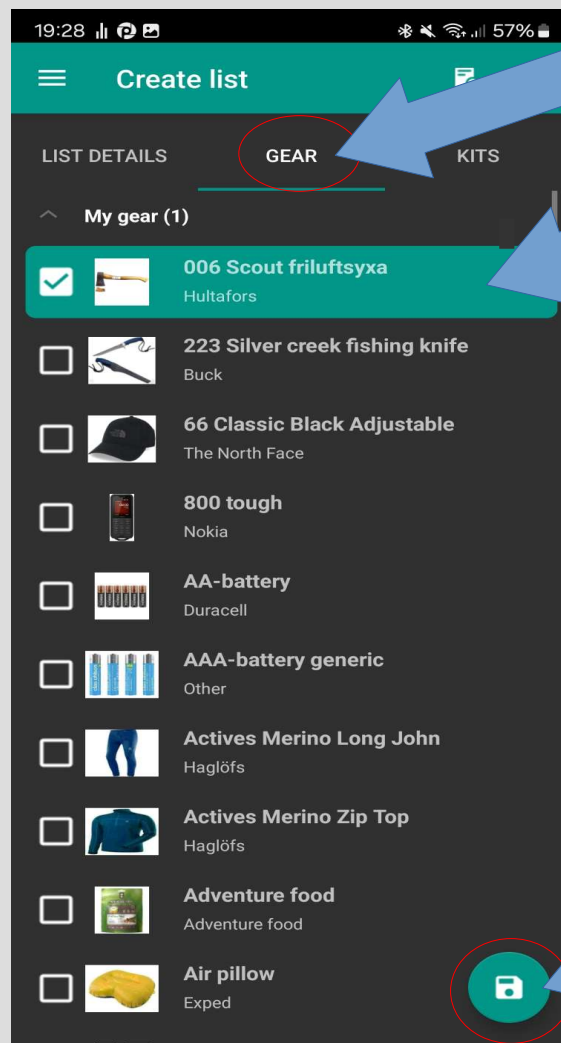 19:28 57%
Create list
LIST DETAILS GEAR KITS
My gear (1)
006 Scout friluftsyxa
Hultafors
223 Silver creek fishing knife
Buck
66 Classic Black Adjustable
The North Face
800 tough
Nokia
AA-battery
Duracell
AAA-battery generic
Other
Actives Merino Long John
Haglöfs
Actives Merino Zip Top
Haglöfs
Adventure food
Adventure food
Air pillow
Exped